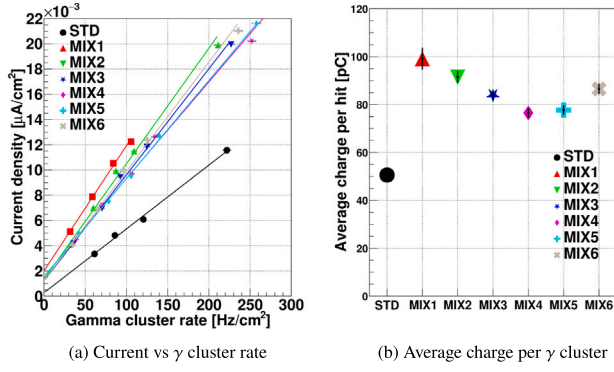 ×10⁻³
22
20
18
16
14
12
10
8
6
4
2
0
Current density [μA/cm²]
STD
MIX1
MIX2
MIX3
MIX4
MIX5
MIX6
0 50 100 150 200 250 300
Gamma cluster rate [Hz/cm²]
(a) Current vs γ cluster rate
120
100
80
60
40
20
0
Average charge per hit [pC]
STD
MIX1
MIX2
MIX3
MIX4
MIX5
MIX6
STD MIX1 MIX2 MIX3 MIX4 MIX5 MIX6
(b) Average charge per γ cluster